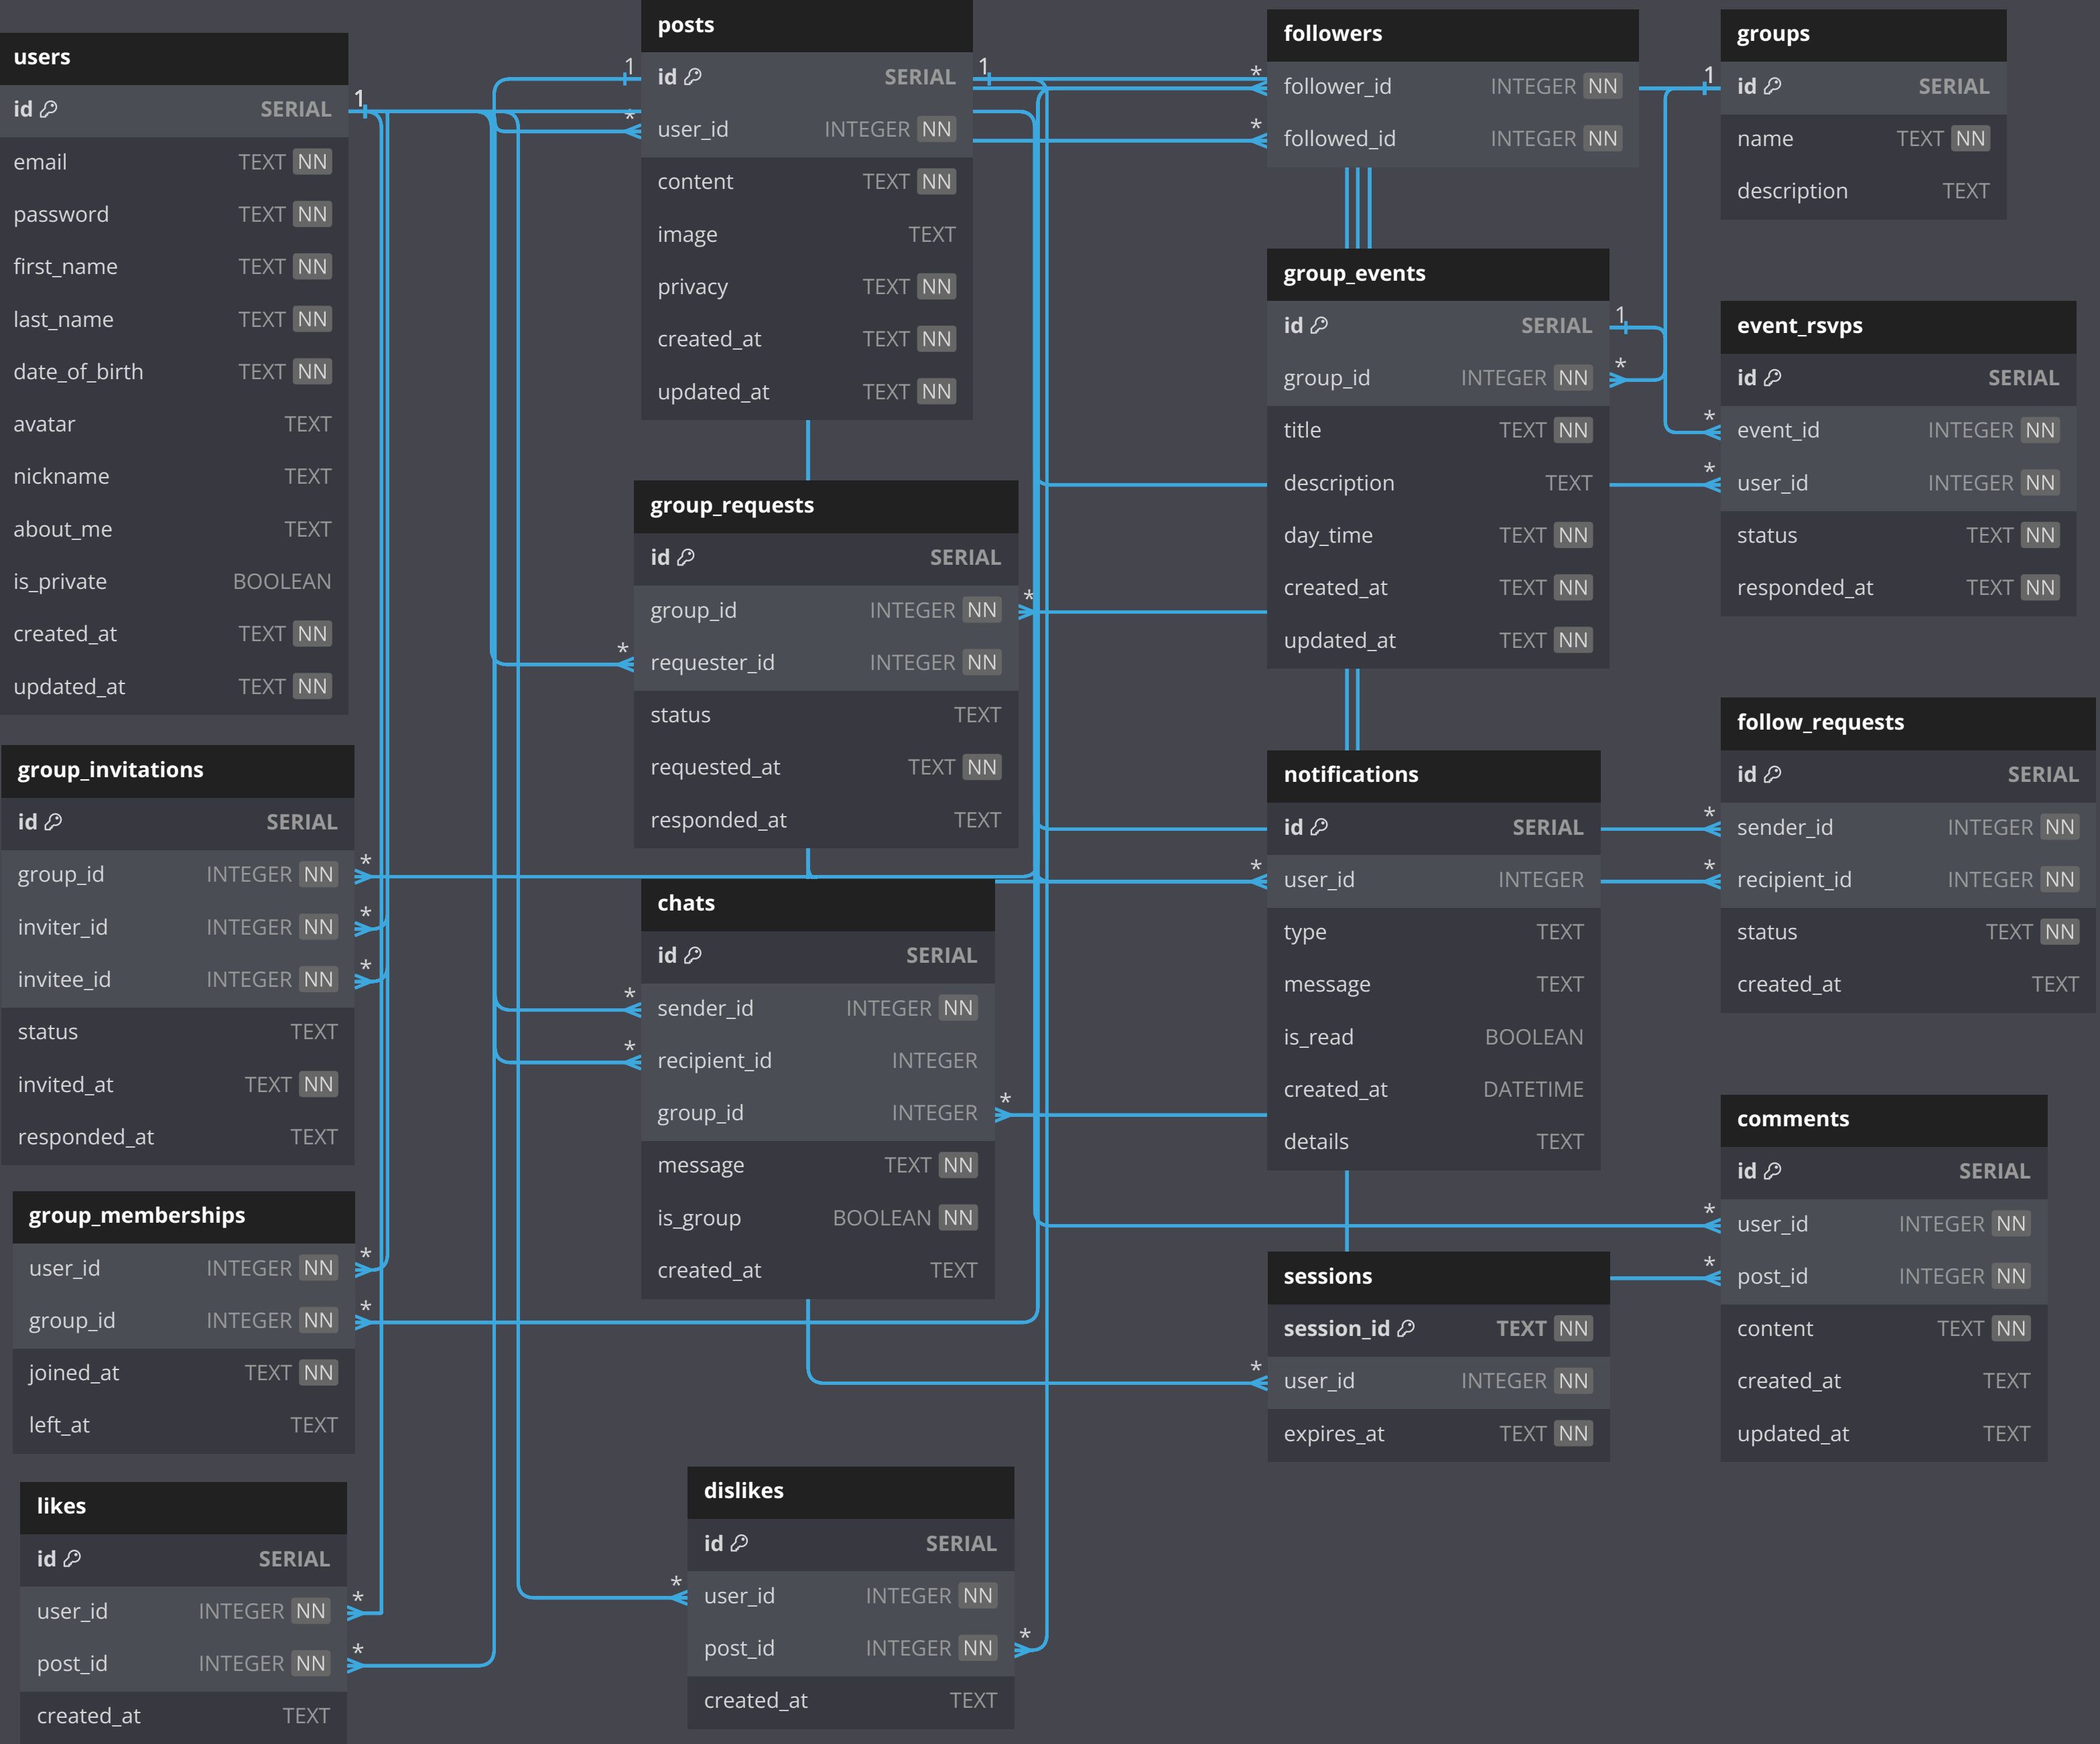 users
id SERIAL
email TEXT NN
password TEXT NN
first_name TEXT NN
last_name TEXT NN
date_of_birth TEXT NN
avatar TEXT
nickname TEXT
about_me TEXT
is_private BOOLEAN
created_at TEXT NN
updated_at TEXT NN
1
group_invitations
id SERIAL
group_id INTEGER NN *
inviter_id INTEGER NN *
invitee_id INTEGER NN *
status TEXT
invited_at TEXT NN
responded_at TEXT
group_memberships
user_id INTEGER NN *
group_id INTEGER NN *
joined_at TEXT NN
left_at TEXT
likes
id SERIAL
user_id INTEGER NN *
post_id INTEGER NN *
created_at TEXT
posts
1 id SERIAL 1
* user_id INTEGER NN
content TEXT NN
image TEXT
privacy TEXT NN
created_at TEXT NN
updated_at TEXT NN
group_requests
id SERIAL
group_id INTEGER NN *
* requester_id INTEGER NN
status TEXT
requested_at TEXT NN
responded_at TEXT
chats
id SERIAL
* sender_id INTEGER NN
* recipient_id INTEGER
group_id INTEGER *
message TEXT NN
is_group BOOLEAN NN
created_at TEXT
dislikes
id SERIAL
* user_id INTEGER NN
post_id INTEGER NN *
created_at TEXT
followers
* follower_id INTEGER NN
* followed_id INTEGER NN
group_events
id SERIAL 1
group_id INTEGER NN *
title TEXT NN
description TEXT
day_time TEXT NN
created_at TEXT NN
updated_at TEXT NN
notifications
id SERIAL
* user_id INTEGER
type TEXT
message TEXT
is_read BOOLEAN
created_at DATETIME
details TEXT
sessions
session_id TEXT NN
* user_id INTEGER NN
expires_at TEXT NN
groups
1 id SERIAL
name TEXT NN
description TEXT
event_rsvps
id SERIAL
* event_id INTEGER NN
* user_id INTEGER NN
status TEXT NN
responded_at TEXT NN
follow_requests
id SERIAL
* sender_id INTEGER NN
* recipient_id INTEGER NN
status TEXT NN
created_at TEXT
comments
id SERIAL
* user_id INTEGER NN
* post_id INTEGER NN
content TEXT NN
created_at TEXT
updated_at TEXT